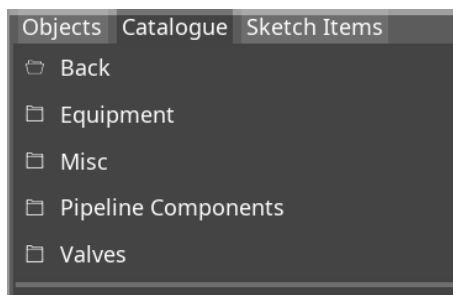 Objects Catalogue Sketch Items
Back
Equipment
Misc
Pipeline Components
Valves